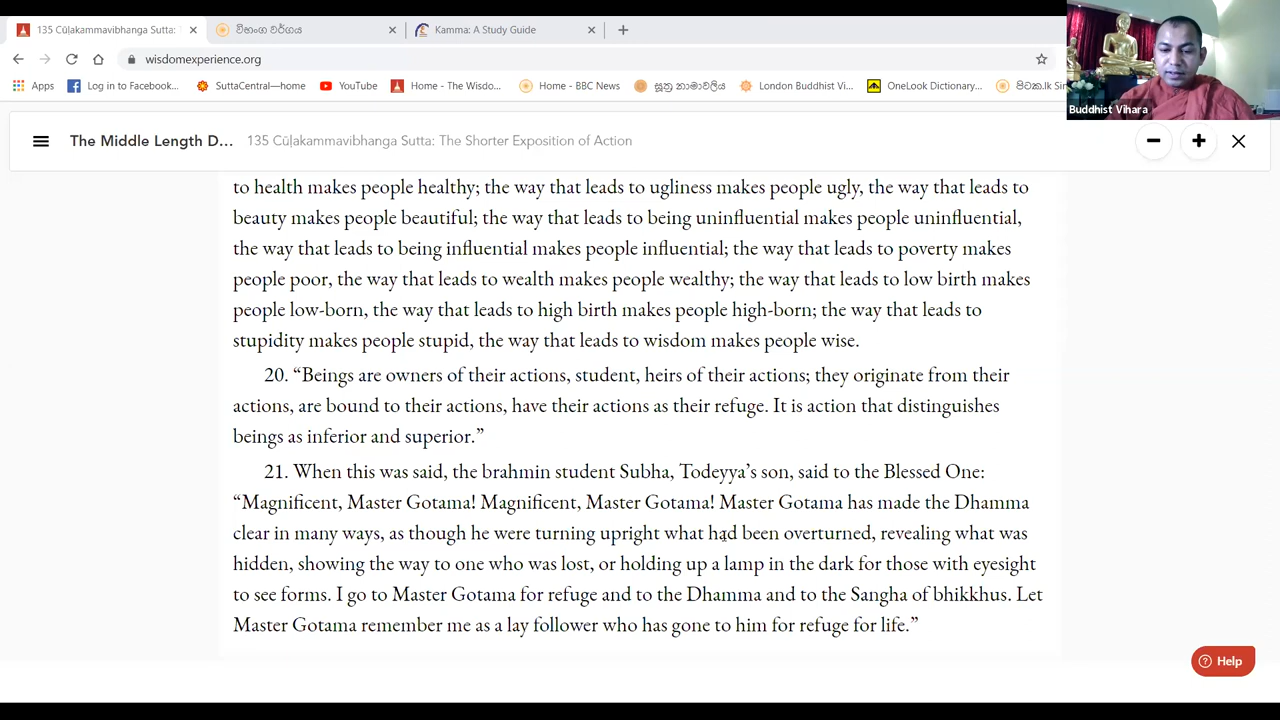 135 Cūḷakammavibhanga Sutta:
විභංග වර්ගය
Kamma: A Study Guide
wisdomexperience.org
Apps
Log in to Facebook...
SuttaCentral—home
YouTube
Home - The Wisdo...
Home - BBC News
සූත්‍ර නාමාවලිය
London Buddhist Vi...
OneLook Dictionary...
පිටක.lk Sin
Buddhist Vihara
The Middle Length D...
135 Cūḷakammavibhanga Sutta: The Shorter Exposition of Action
to health makes people healthy; the way that leads to ugliness makes people ugly, the way that leads to
beauty makes people beautiful; the way that leads to being uninfluential makes people uninfluential,
the way that leads to being influential makes people influential; the way that leads to poverty makes
people poor, the way that leads to wealth makes people wealthy; the way that leads to low birth makes
people low-born, the way that leads to high birth makes people high-born; the way that leads to
stupidity makes people stupid, the way that leads to wisdom makes people wise.
20. “Beings are owners of their actions, student, heirs of their actions; they originate from their
actions, are bound to their actions, have their actions as their refuge. It is action that distinguishes
beings as inferior and superior.”
21. When this was said, the brahmin student Subha, Todeyya’s son, said to the Blessed One:
“Magnificent, Master Gotama! Magnificent, Master Gotama! Master Gotama has made the Dhamma
clear in many ways, as though he were turning upright what had been overturned, revealing what was
hidden, showing the way to one who was lost, or holding up a lamp in the dark for those with eyesight
to see forms. I go to Master Gotama for refuge and to the Dhamma and to the Sangha of bhikkhus. Let
Master Gotama remember me as a lay follower who has gone to him for refuge for life.”
Help